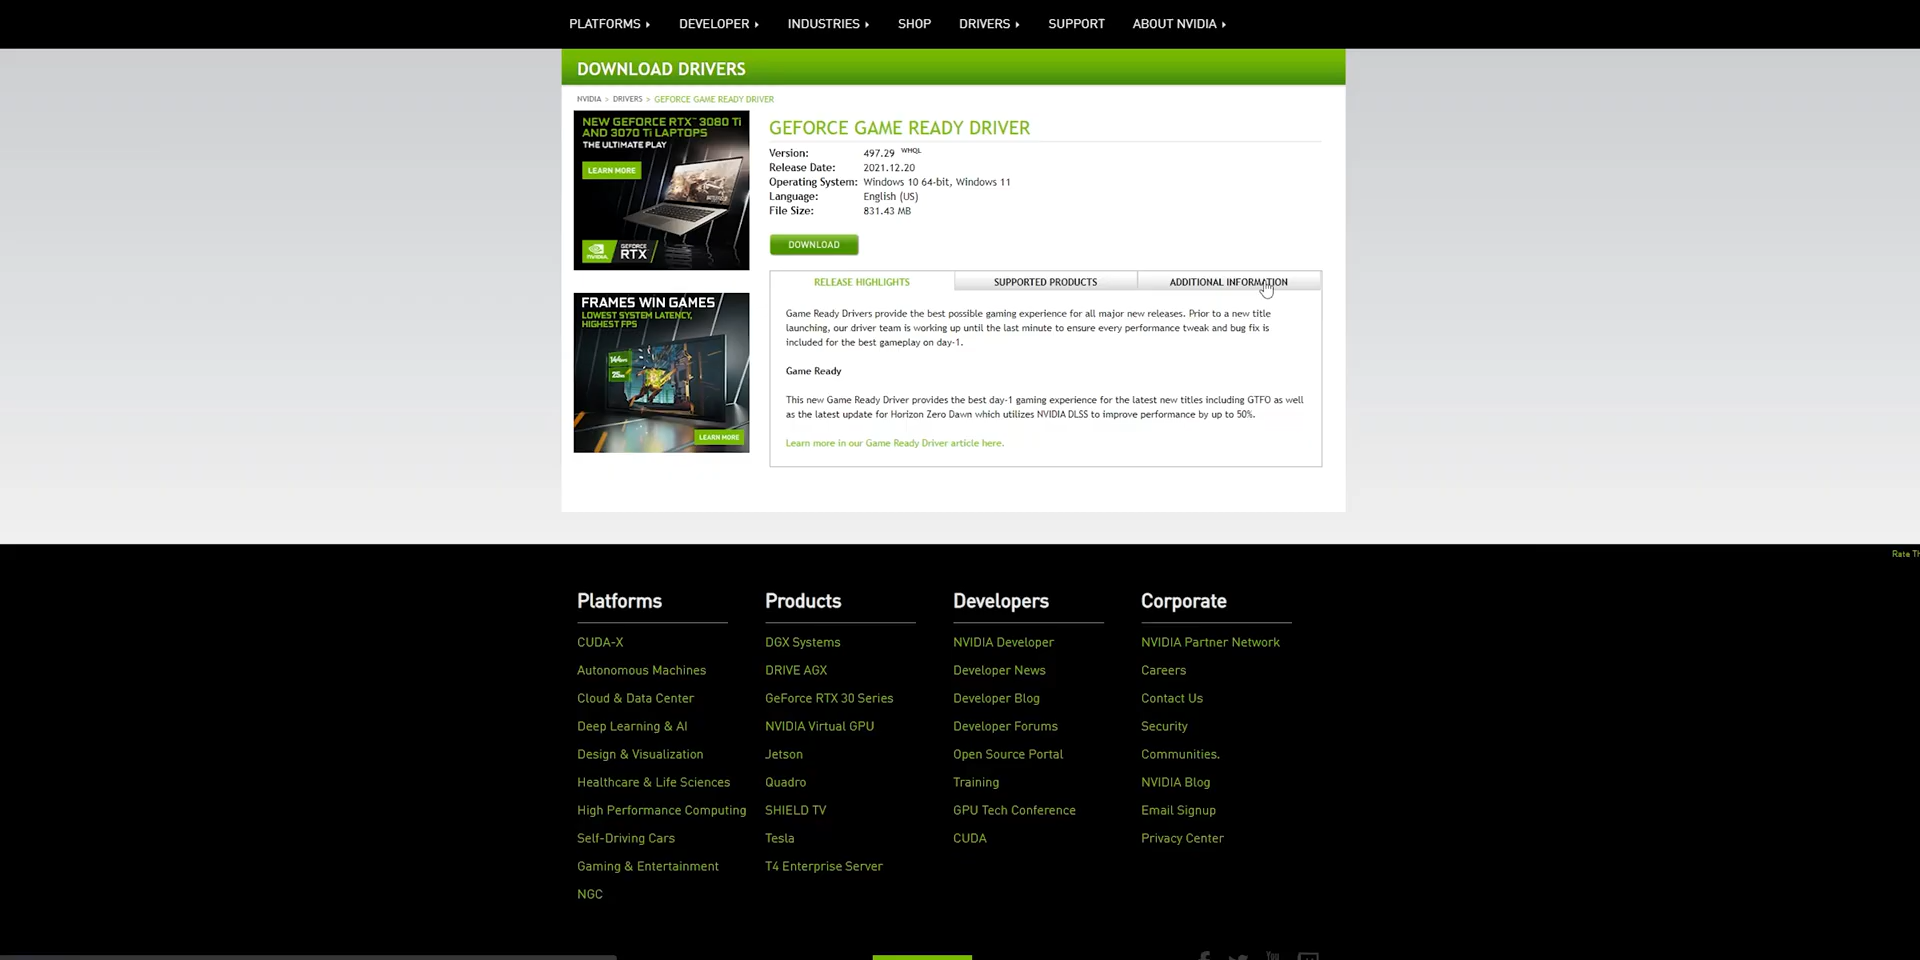 PLATFORMS DEVELOPER INDUSTRIES SHOP DRIVERS SUPPORT ABOUT NVIDIA
DOWNLOAD DRIVERS
NVIDIA > DRIVERS > GEFORCE GAME READY DRIVER
NEW GEFORCE RTX™ 3080 Ti
AND 3070 Ti LAPTOPS
THE ULTIMATE PLAY
LEARN MORE
NVIDIA. GEFORCE
RTX
FRAMES WIN GAMES
LOWEST SYSTEM LATENCY,
HIGHEST FPS
144FPS
LEARN MORE
GEFORCE GAME READY DRIVER
Version: 497.29 WHQL
Release Date: 2021.12.20
Operating System: Windows 10 64-bit, Windows 11
Language: English (US)
File Size: 831.43 MB
DOWNLOAD
RELEASE HIGHLIGHTS SUPPORTED PRODUCTS ADDITIONAL INFORMATION
Game Ready Drivers provide the best possible gaming experience for all major new releases. Prior to a new title
launching, our driver team is working up until the last minute to ensure every performance tweak and bug fix is
included for the best gameplay on day-1.
Game Ready
This new Game Ready Driver provides the best day-1 gaming experience for the latest new titles including GTFO as well
as the latest update for Horizon Zero Dawn which utilizes NVIDIA DLSS to improve performance by up to 50%.
Learn more in our Game Ready Driver article here.
Rate Th
Platforms
CUDA-X
Autonomous Machines
Cloud & Data Center
Deep Learning & AI
Design & Visualization
Healthcare & Life Sciences
High Performance Computing
Self-Driving Cars
Gaming & Entertainment
NGC
Products
DGX Systems
DRIVE AGX
GeForce RTX 30 Series
NVIDIA Virtual GPU
Jetson
Quadro
SHIELD TV
Tesla
T4 Enterprise Server
Developers
NVIDIA Developer
Developer News
Developer Blog
Developer Forums
Open Source Portal
Training
GPU Tech Conference
CUDA
Corporate
NVIDIA Partner Network
Careers
Contact Us
Security
Communities.
NVIDIA Blog
Email Signup
Privacy Center
You